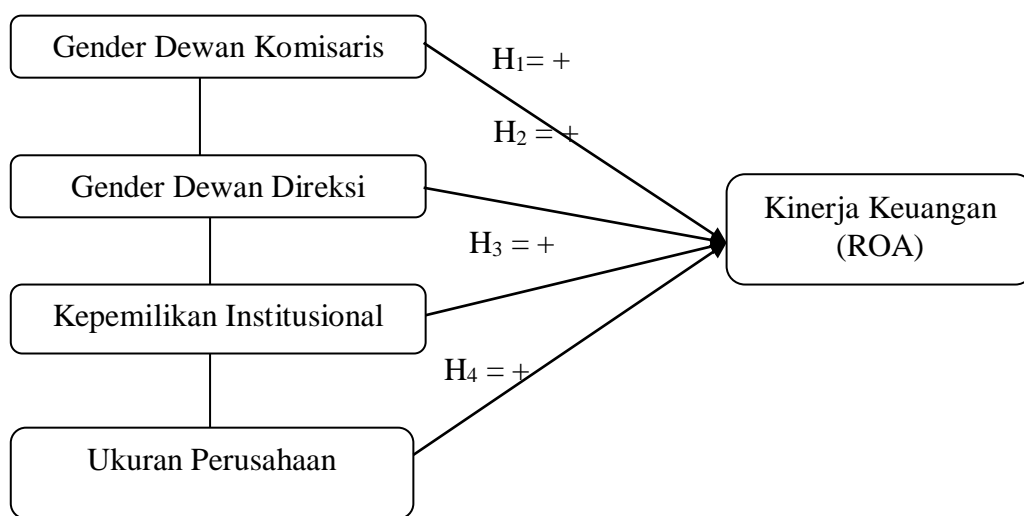 Gender Dewan Komisaris
H₁= +
H₂ = +
Gender Dewan Direksi
Kinerja Keuangan
(ROA)
H₃ = +
Kepemilikan Institusional
H₄ = +
Ukuran Perusahaan